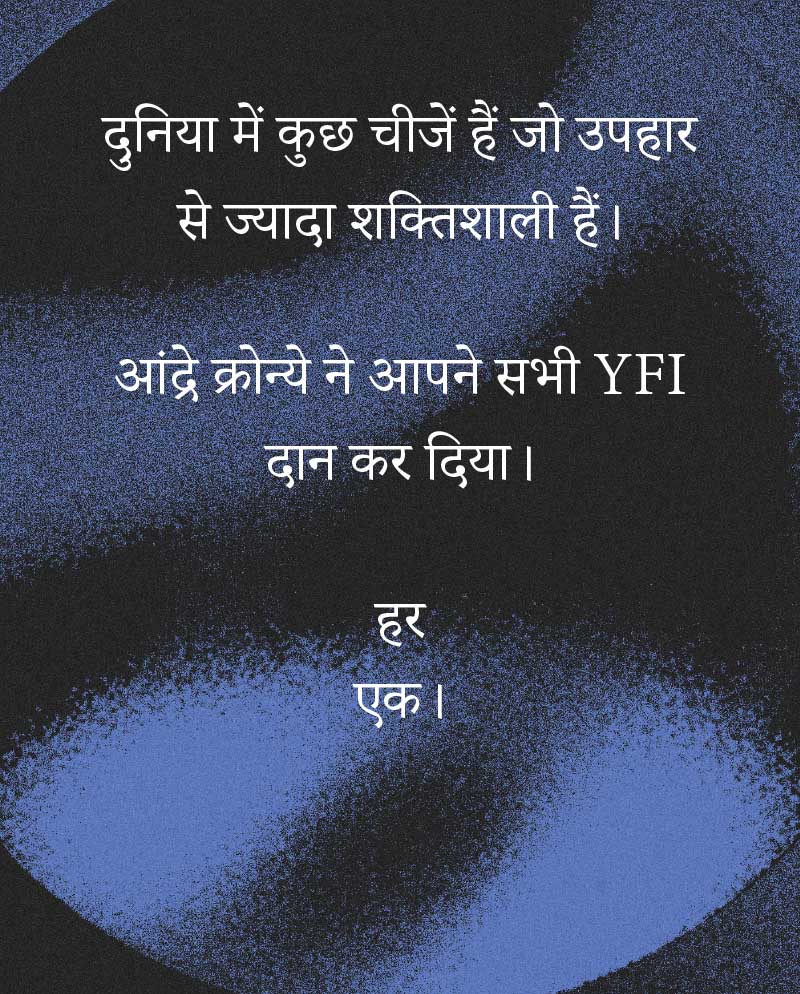 दुनिया में कुछ चीजें हैं जो उपहार
से ज्यादा शक्तिशाली हैं।
आंद्रे क्रोन्ये ने आपने सभी YFI
दान कर दिया।
हर
एक।